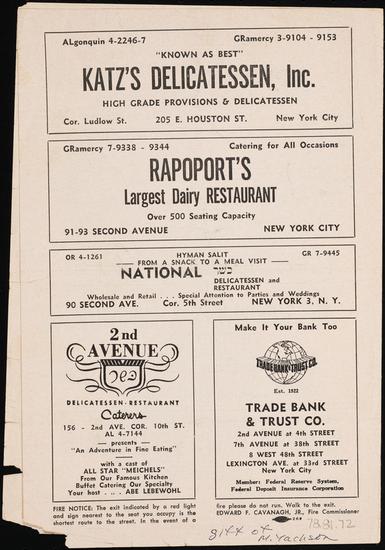 ALgonquin 4-2246-7 GRamercy 3-9104 - 9153
"KNOWN AS BEST"
KATZ'S DELICATESSEN, Inc.
HIGH GRADE PROVISIONS & DELICATESSEN
Cor. Ludlow St. 205 E. HOUSTON ST. New York City
GRamercy 7-9338 - 9344 Catering for All Occasions
RAPOPORT'S
Largest Dairy RESTAURANT
Over 500 Seating Capacity
91-93 SECOND AVENUE NEW YORK CITY
OR 4-1261 HYMAN SALIT GR 7-9445
— FROM A SNACK TO A MEAL VISIT —
NATIONAL כשר
DELICATESSEN and
RESTAURANT
Wholesale and Retail . . . Special Attention to Parties and Weddings
90 SECOND AVE. Cor. 5th Street NEW YORK 3, N. Y.
2nd
AVENUE
DELICATESSEN - RESTAURANT
Caterers
156 - 2nd AVE. COR. 10th ST.
AL 4-7144
— presents —
"An Adventure in Fine Eating"
with a cast of
ALL STAR "MEICHELS"
From Our Famous Kitchen
Buffet Catering Our Specialty
Your host . . . ABE LEBEWOHL
Make It Your Bank Too
TRADE BANK & TRUST CO.
Est. 1922
TRADE BANK
& TRUST CO.
2nd AVENUE at 4th STREET
7th AVENUE at 38th STREET
8 WEST 48th STREET
LEXINGTON AVE. at 33rd STREET
New York City
Member: Federal Reserve System,
Federal Deposit Insurance Corporation
FIRE NOTICE: The exit indicated by a red light
and sign nearest to the seat you occupy is the
shortest route to the street. In the event of a
fire please do not run. Walk to the exit.
EDWARD F. CAVANAGH, JR., Fire Commissioner
gift of
M. Yachson